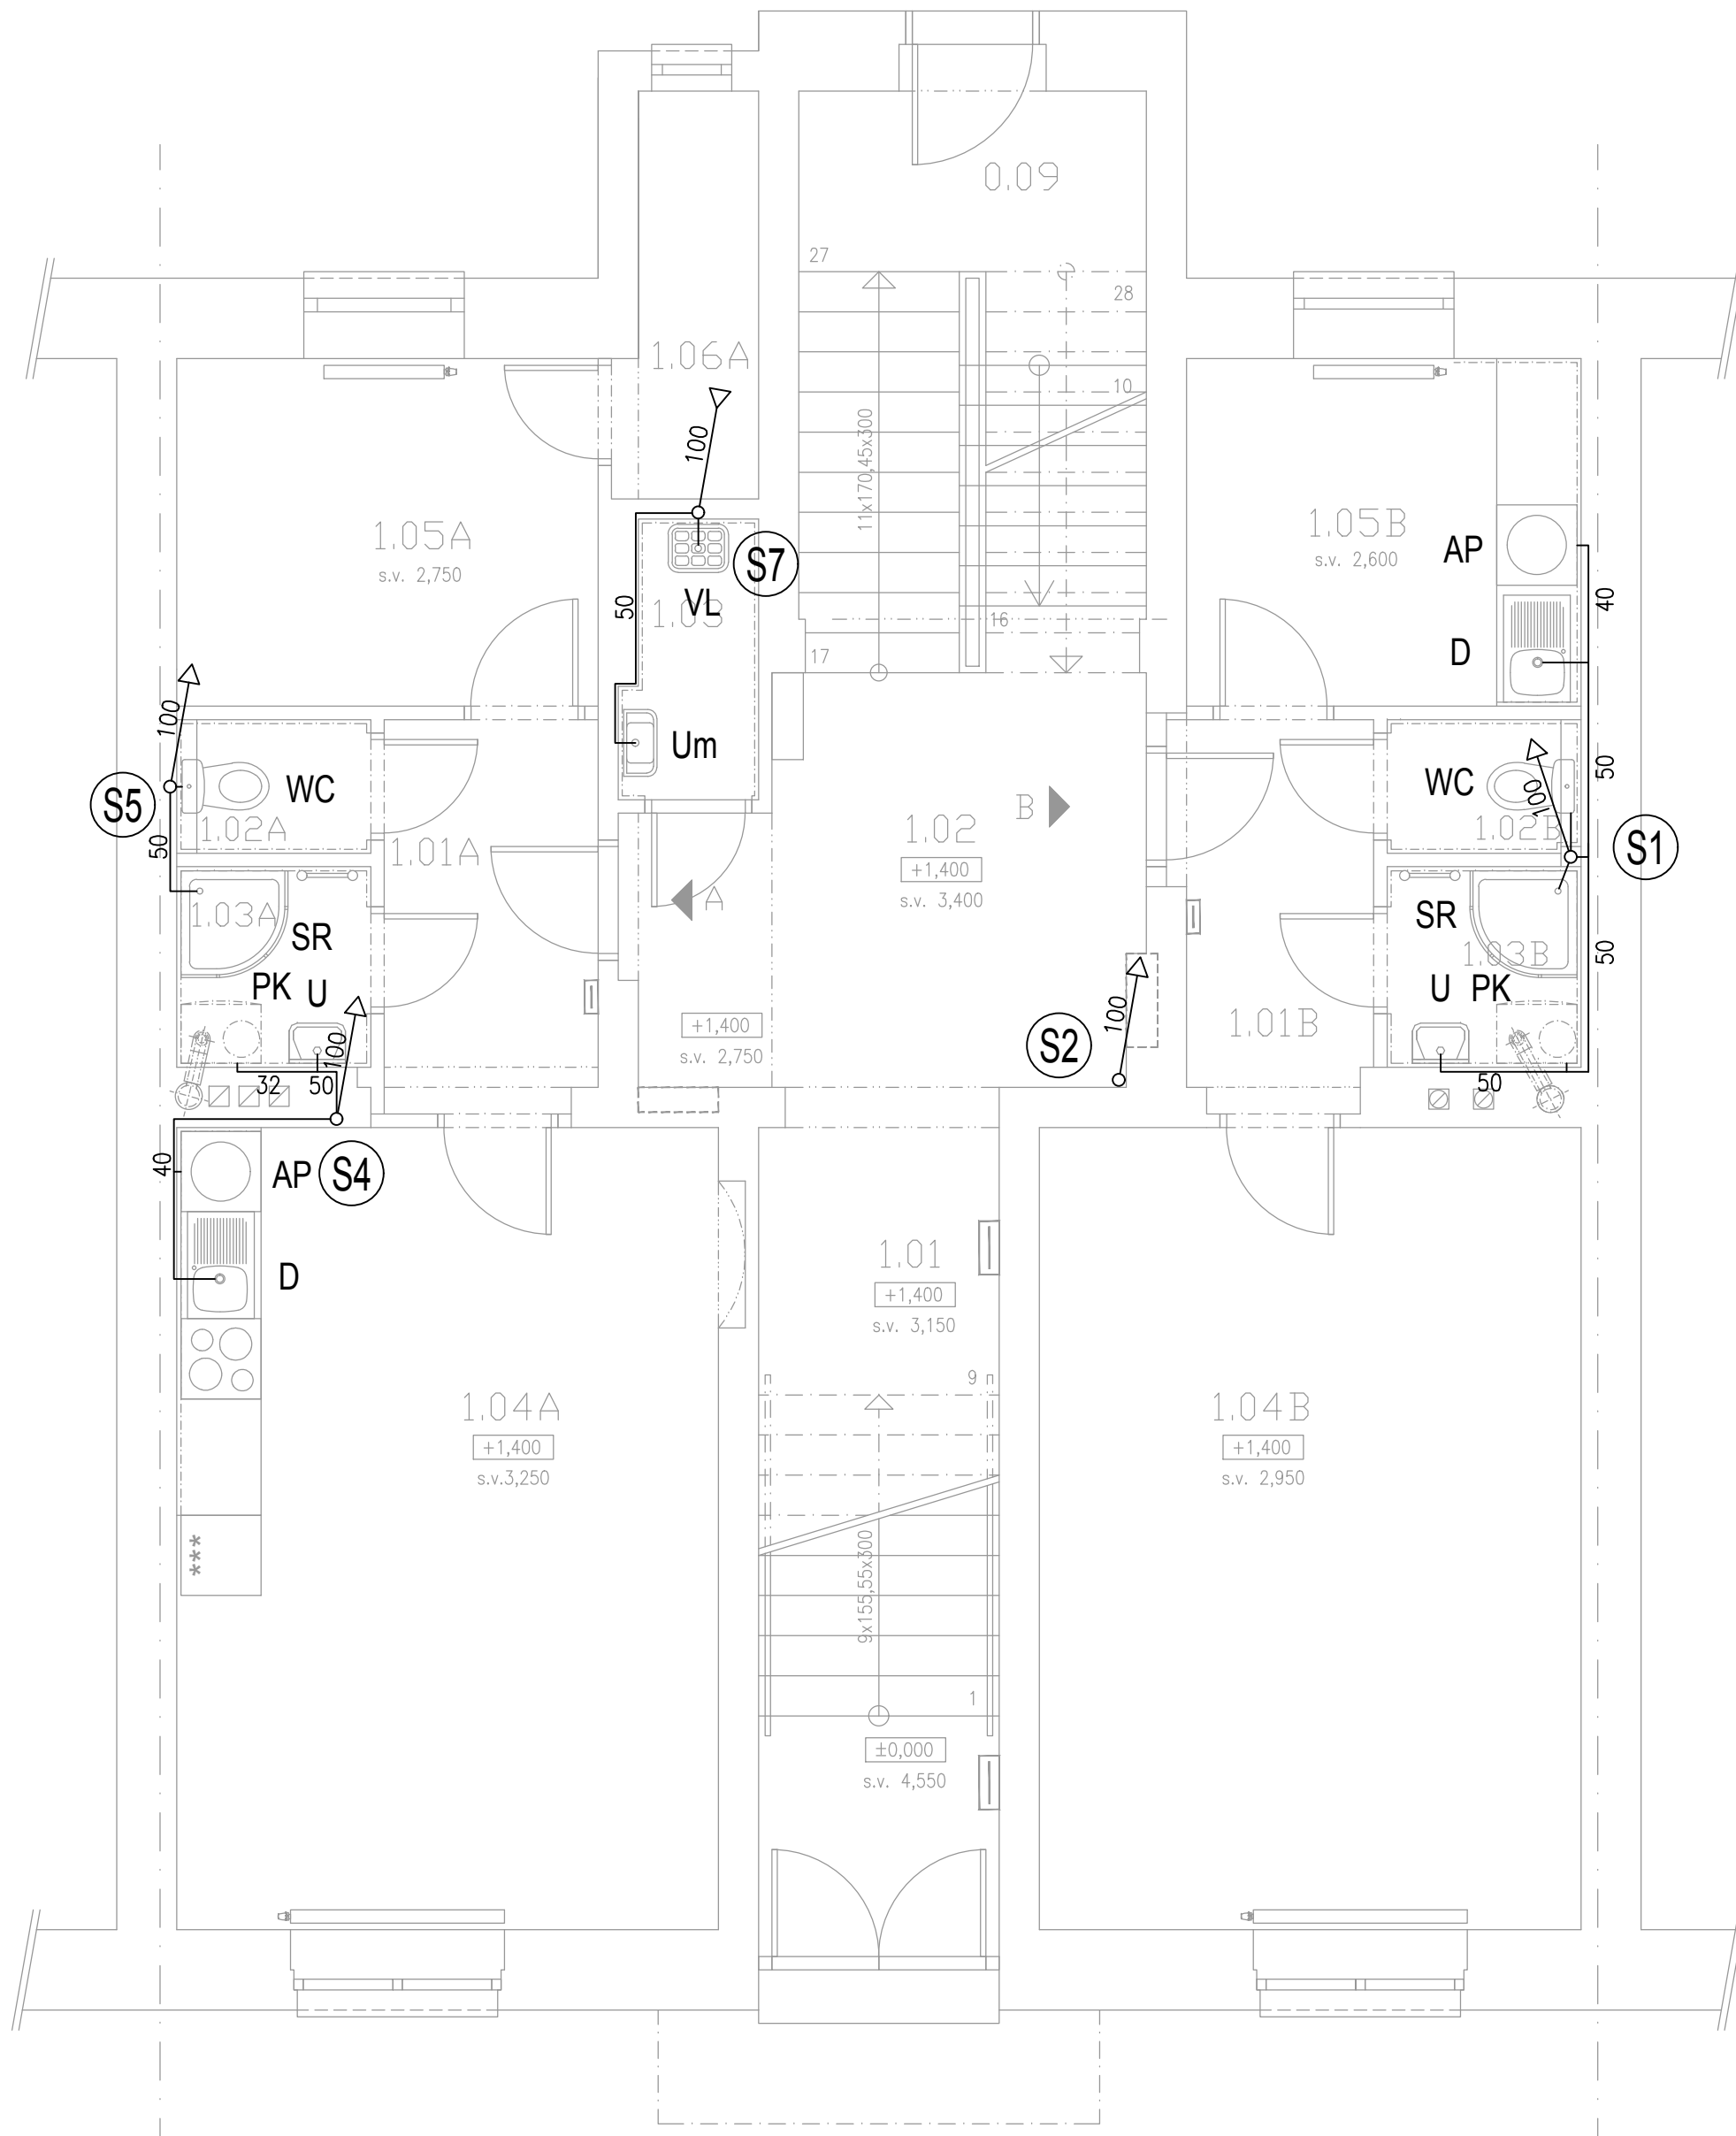 0.09
27
28
1.06A
10
100
11x170,45x300
1.05A
s.v. 2,750
1.05B
s.v. 2,600
AP
S7
50
VL
1.03
40
16
17
D
100
Um
WC
S5
1.02A
50
1.01A
1.02
+1,400
s.v. 3,400
B
WC
100
50
1.02B
S1
A
1.03A
SR
PK
U
SR
1.03B
U
PK
50
+1,400
s.v. 2,750
S2
100
1.01B
100
32
50
50
40
AP
S4
D
1.01
+1,400
s.v. 3,150
9
1.04A
+1,400
s.v.3,250
1.04B
+1,400
s.v. 2,950
***
9x155,55x300
1
±0,000
s.v. 4,550